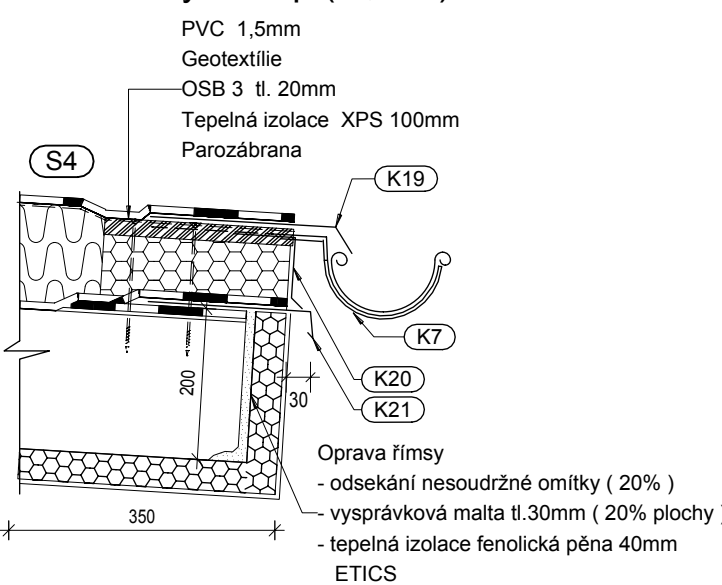 PVC 1,5mm
Geotextílie
OSB 3 tl. 20mm
Tepelná izolace XPS 100mm
Parozábrana
S4
K19
K7
K20
K21
200
30
350
Oprava římsy
- odsekání nesoudržné omítky ( 20% )
- vysprávková malta tl.30mm ( 20% plochy )
- tepelná izolace fenolická pěna 40mm
ETICS